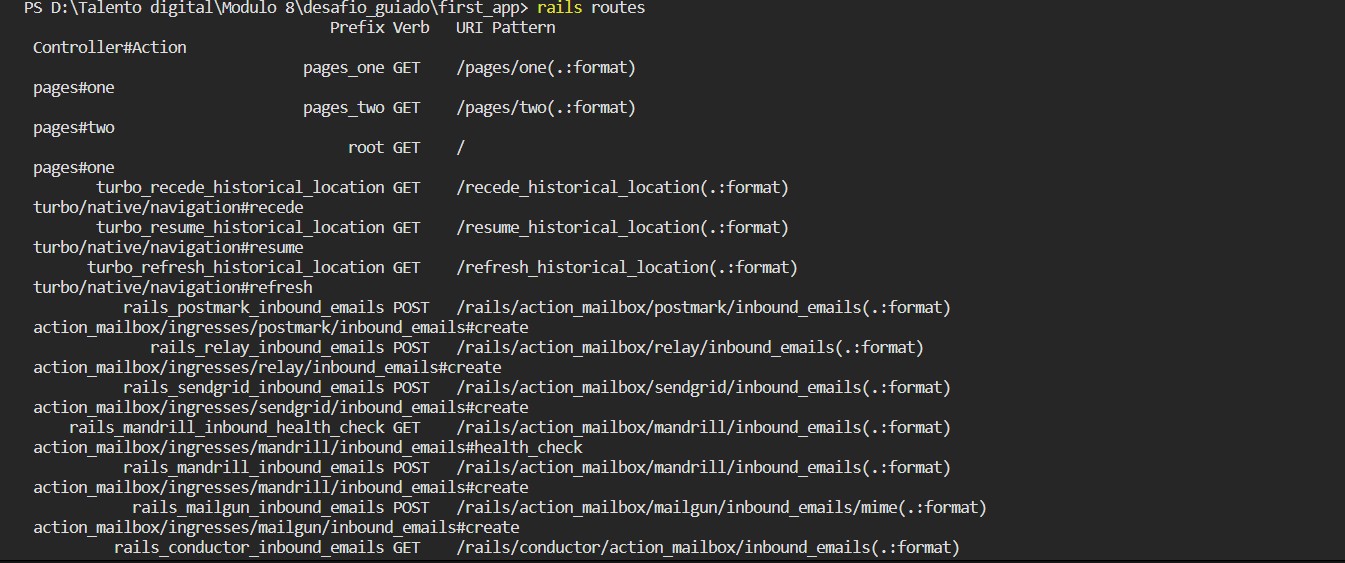 PS D:\Talento digital\Modulo 8\desafio_guiado\first_app> rails routes
Prefix Verb URI Pattern
Controller#Action
pages_one GET /pages/one(.:format)
pages#one
pages_two GET /pages/two(.:format)
pages#two
root GET /
pages#one
turbo_recede_historical_location GET /recede_historical_location(.:format)
turbo/native/navigation#recede
turbo_resume_historical_location GET /resume_historical_location(.:format)
turbo/native/navigation#resume
turbo_refresh_historical_location GET /refresh_historical_location(.:format)
turbo/native/navigation#refresh
rails_postmark_inbound_emails POST /rails/action_mailbox/postmark/inbound_emails(.:format)
action_mailbox/ingresses/postmark/inbound_emails#create
rails_relay_inbound_emails POST /rails/action_mailbox/relay/inbound_emails(.:format)
action_mailbox/ingresses/relay/inbound_emails#create
rails_sendgrid_inbound_emails POST /rails/action_mailbox/sendgrid/inbound_emails(.:format)
action_mailbox/ingresses/sendgrid/inbound_emails#create
rails_mandrill_inbound_health_check GET /rails/action_mailbox/mandrill/inbound_emails(.:format)
action_mailbox/ingresses/mandrill/inbound_emails#health_check
rails_mandrill_inbound_emails POST /rails/action_mailbox/mandrill/inbound_emails(.:format)
action_mailbox/ingresses/mandrill/inbound_emails#create
rails_mailgun_inbound_emails POST /rails/action_mailbox/mailgun/inbound_emails/mime(.:format)
action_mailbox/ingresses/mailgun/inbound_emails#create
rails_conductor_inbound_emails GET /rails/conductor/action_mailbox/inbound_emails(.:format)